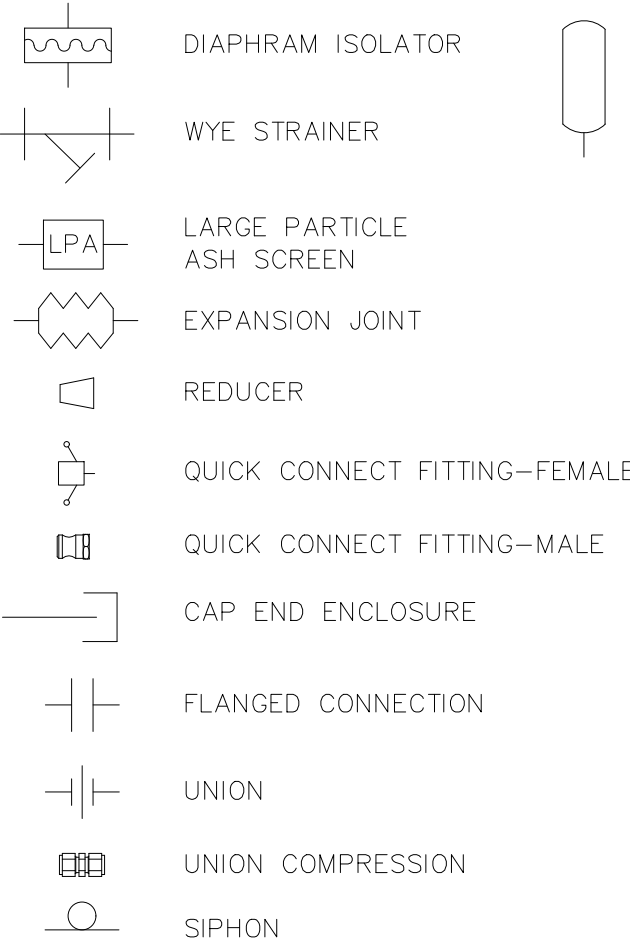 DIAPHRAM ISOLATOR
WYE STRAINER
LPA
LARGE PARTICLE
ASH SCREEN
EXPANSION JOINT
REDUCER
QUICK CONNECT FITTING–FEMALE
QUICK CONNECT FITTING–MALE
CAP END ENCLOSURE
FLANGED CONNECTION
UNION
UNION COMPRESSION
SIPHON